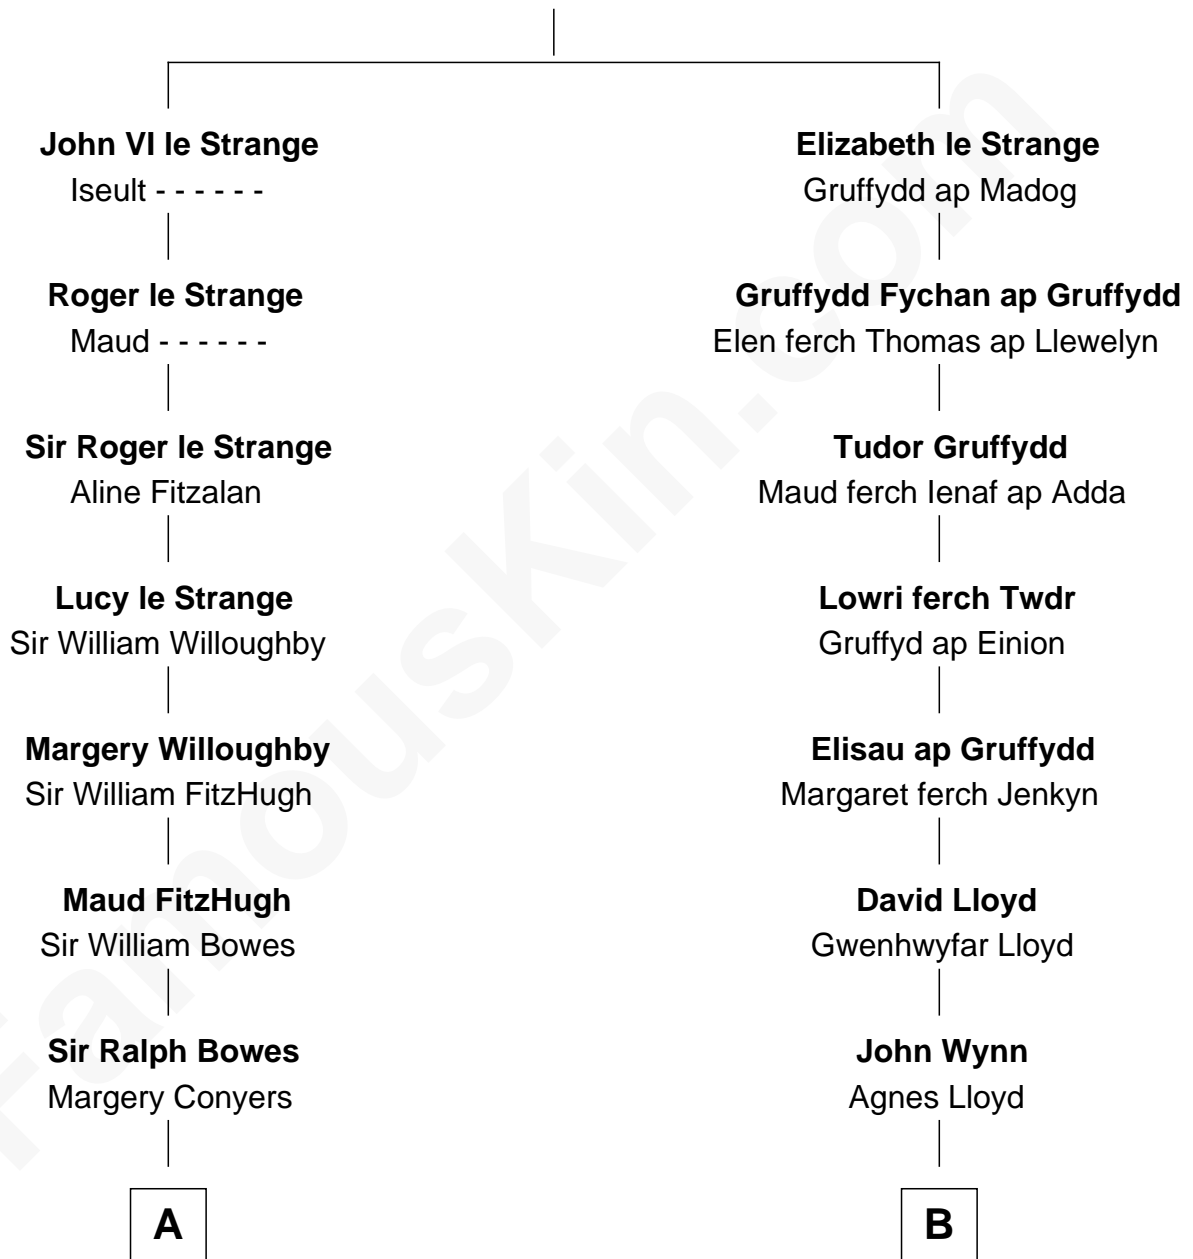 John VI le Strange
Iseult - - - - - -
Roger le Strange
Maud - - - - - -
Sir Roger le Strange
Aline Fitzalan
Lucy le Strange
Sir William Willoughby
Margery Willoughby
Sir William FitzHugh
Maud FitzHugh
Sir William Bowes
Sir Ralph Bowes
Margery Conyers
A
Elizabeth le Strange
Gruffydd ap Madog
Gruffydd Fychan ap Gruffydd
Elen ferch Thomas ap Llewelyn
Tudor Gruffydd
Maud ferch Ienaf ap Adda
Lowri ferch Twdr
Gruffyd ap Einion
Elisau ap Gruffydd
Margaret ferch Jenkyn
David Lloyd
Gwenhwyfar Lloyd
John Wynn
Agnes Lloyd
B
FamousKin.com